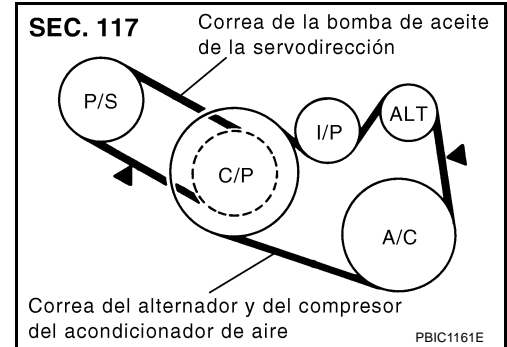 SEC. 117
Correa de la bomba de aceite
de la servodirección
P/S
I/P
ALT
C/P
A/C
Correa del alternador y del compresor
del acondicionador de aire
PBIC1161E